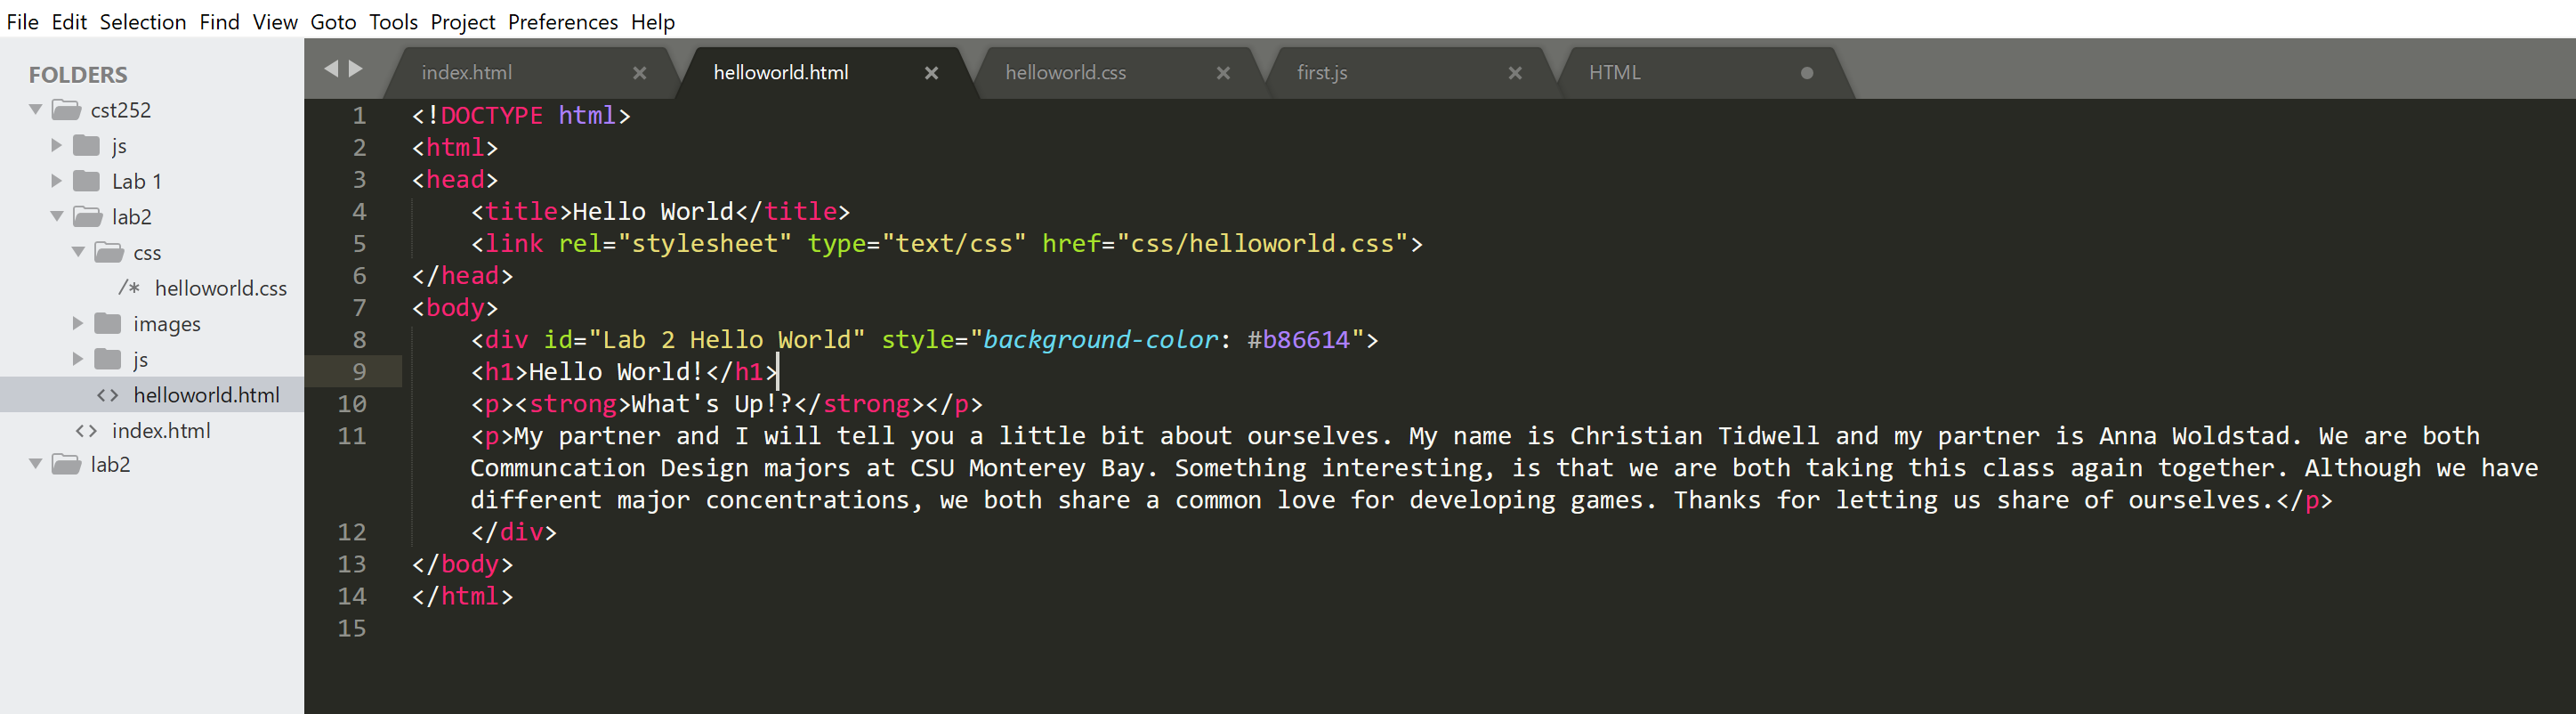 File Edit Selection Find View Goto Tools Project Preferences Help
FOLDERS
cst252
js
Lab 1
lab2
css
/* helloworld.css
images
js
<> helloworld.html
<> index.html
lab2
index.html × helloworld.html × helloworld.css × first.js × HTML
1 <!DOCTYPE html>
2 <html>
3 <head>
4 <title>Hello World</title>
5 <link rel="stylesheet" type="text/css" href="css/helloworld.css">
6 </head>
7 <body>
8 <div id="Lab 2 Hello World" style="background-color: #b86614">
9 <h1>Hello World!</h1>
10 <p><strong>What's Up!?</strong></p>
11 <p>My partner and I will tell you a little bit about ourselves. My name is Christian Tidwell and my partner is Anna Woldstad. We are both
Communcation Design majors at CSU Monterey Bay. Something interesting, is that we are both taking this class again together. Although we have
different major concentrations, we both share a common love for developing games. Thanks for letting us share of ourselves.</p>
12 </div>
13 </body>
14 </html>
15